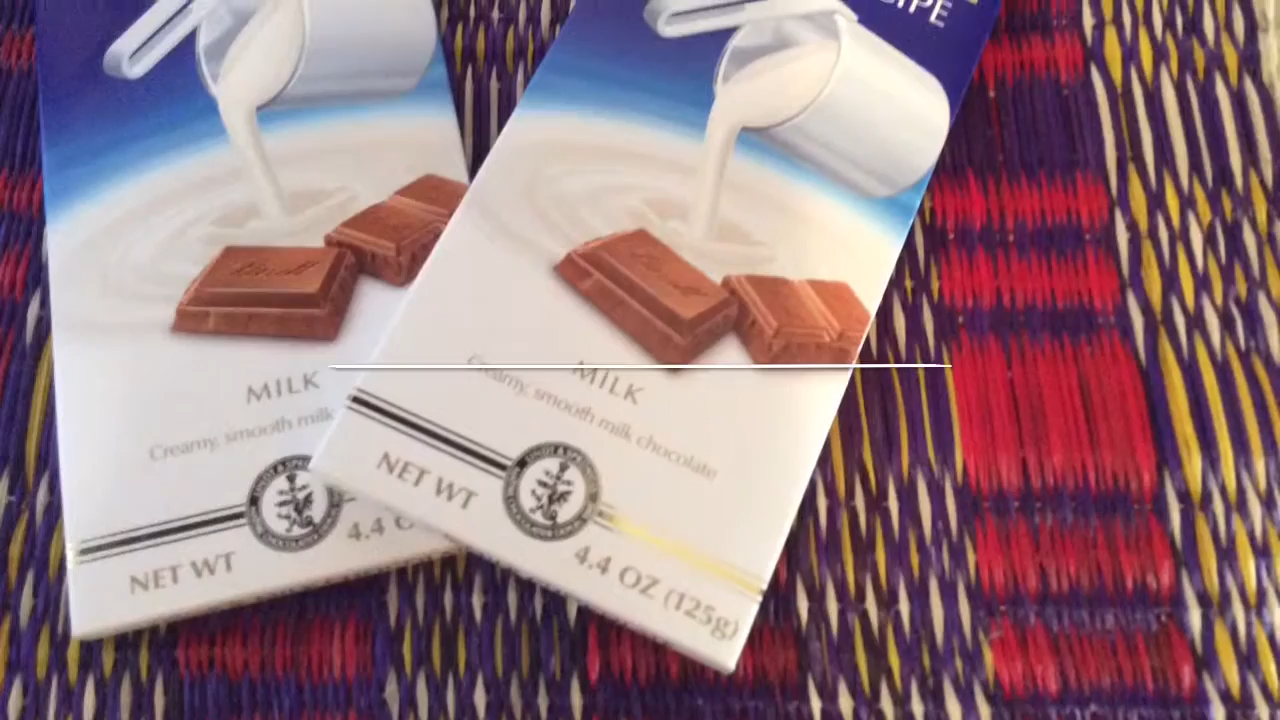 Lindt
MILK
Creamy, smooth milk
NET WT
4.4
MILK
Creamy, smooth milk chocolate
NET WT
4.4 OZ (125g)